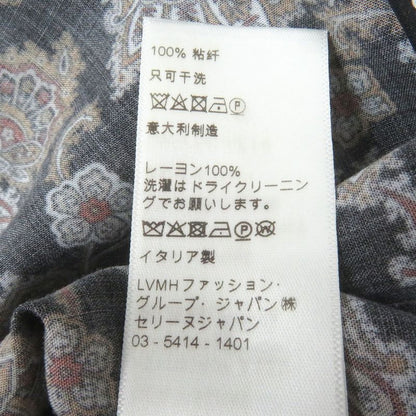 100% 粘纤
只可干洗
P
意大利制造
レーヨン100%
洗濯はドライクリーニン
グでお願いします。
P W
イタリア製
LVMHファッション・
グループ・ジャパン㈱
セリーヌジャパン
03 - 5414 - 1401